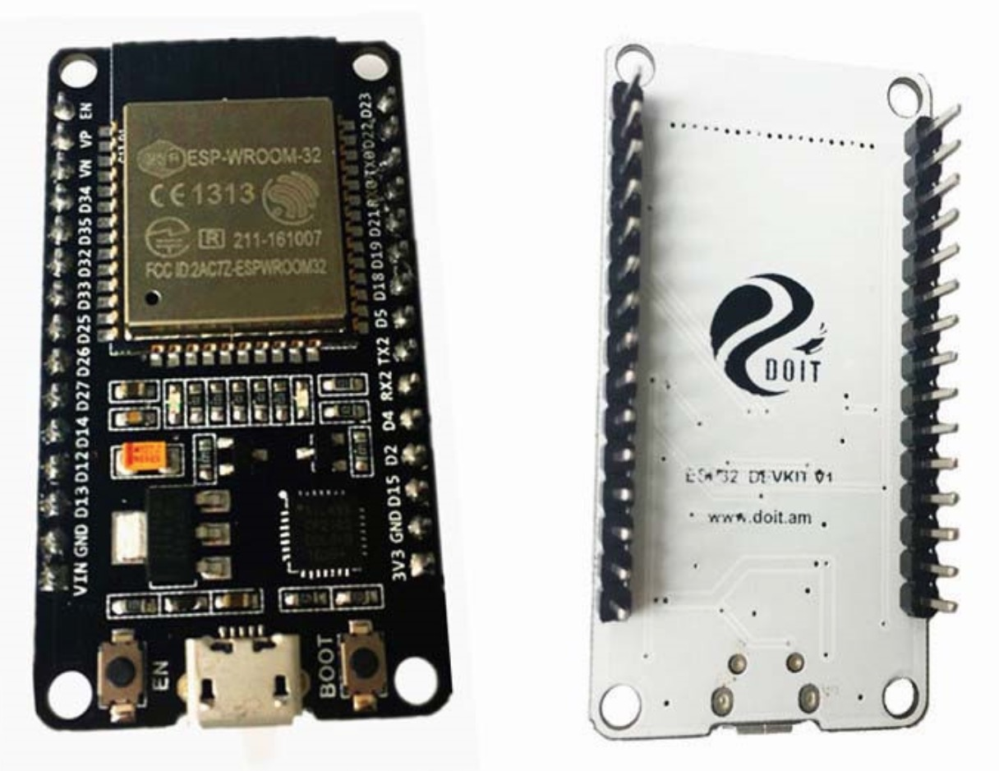 EN
VP
VN
D34
D35
D32
D33
D25
D26
D27
D14
D12
D13
GND
VIN
ESP-WROOM-32
CE 1313
R 211-161007
FCC ID:2AC7Z-ESPWROOM32
D23
D22
TX0
RX0
D21
D19
D18
D5
TX2
RX2
D4
D2
D15
GND
3V3
EN
BOOT
DOIT
ESP32 DEVKIT V1
www.doit.am